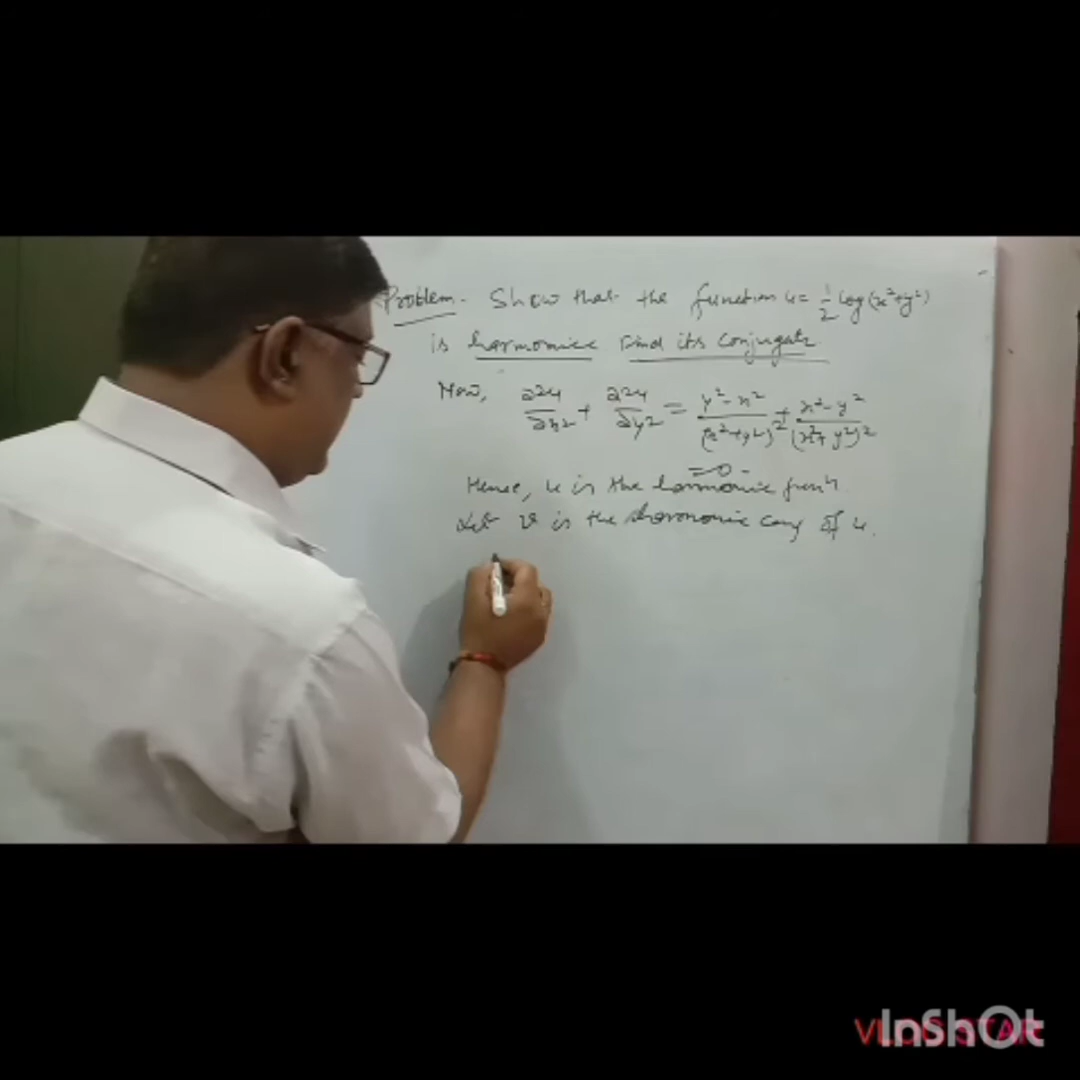 Problem. Show that the function u = 1/2 log(x²+y²)
is harmonic Find its conjugate
Now, ∂²u/∂x² + ∂²u/∂y² = y²-x²/(x²+y²)² + x²-y²/(x²+y²)²
=0
Hence, u is the harmonic
Let v is the harmonic conj of u.
InShOt